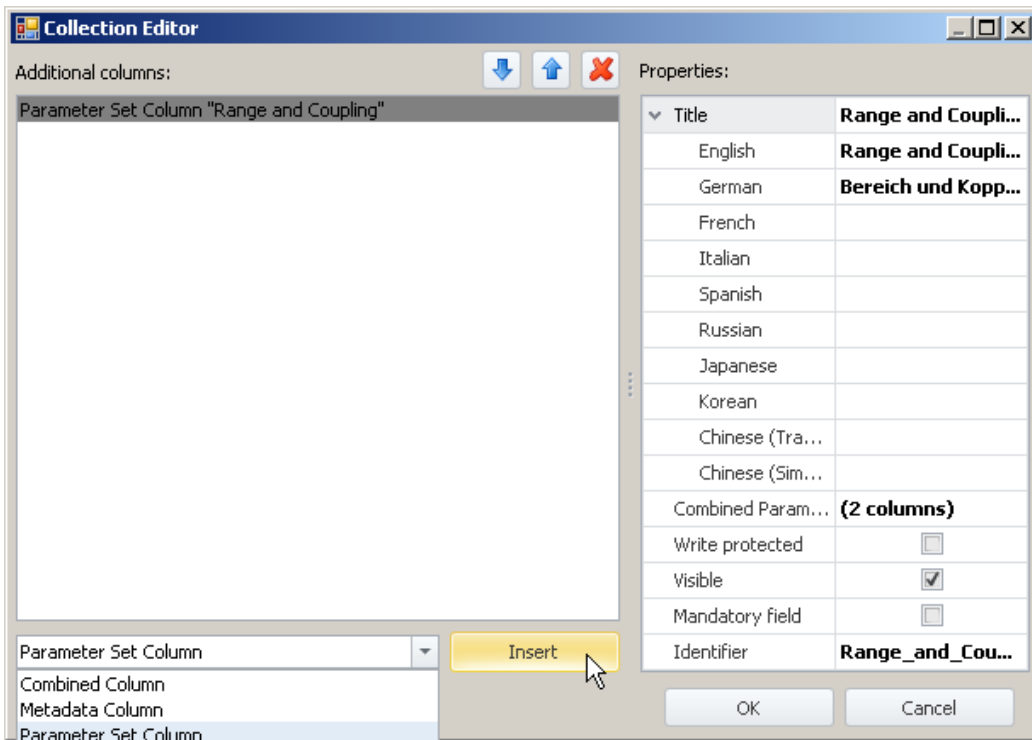 Collection Editor
Additional columns:
Properties:
Parameter Set Column "Range and Coupling"
Title Range and Coupli...
English Range and Coupli...
German Bereich und Kopp...
French
Italian
Spanish
Russian
Japanese
Korean
Chinese (Tra...
Chinese (Sim...
Combined Param... (2 columns)
Write protected
Visible
Mandatory field
Identifier Range_and_Cou...
Parameter Set Column
Insert
Combined Column
Metadata Column
Parameter Set Column
OK
Cancel